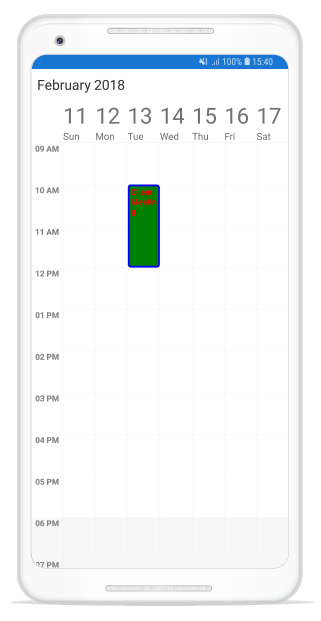 100% 15:40
February 2018
11 12 13 14 15 16 17
Sun Mon Tue Wed Thu Fri Sat
09 AM
10 AM
Meetin
g
11 AM
12 PM
01 PM
02 PM
03 PM
04 PM
05 PM
06 PM
07 PM